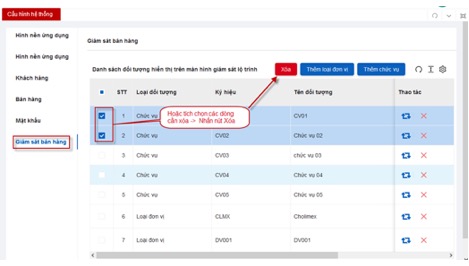 Cấu hình hệ thống
Hình nền ứng dụng
Hình nền ứng dụng
Khách hàng
Bán hàng
Mật khẩu
Giám sát bán hàng
Giám sát bán hàng
Danh sách đối tượng hiển thị trên màn hình giám sát lộ trình
Xóa
Thêm loại đơn vị
Thêm chức vụ
STT Loại đối tượng Ký hiệu Tên đối tượng Thao tác
1 Chức vụ CV01
2 Chức vụ CV02 Chức vụ 02
3 Chức vụ CV03 chức vụ 03
4 Chức vụ CV04 Chức vụ 04
5 Chức vụ CV05 Chức vụ 05
6 Loại đơn vị CLMX Cholimex
7 Loại đơn vị DV001 DV001
Hoặc tích chọn các dòng
cần xóa -> Nhấn nút Xóa